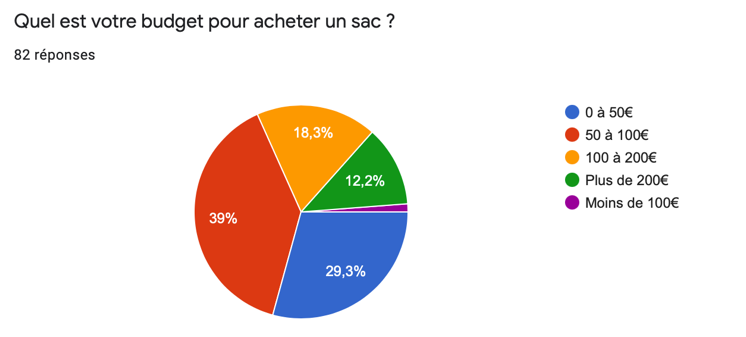 Quel est votre budget pour acheter un sac ?
82 réponses
18,3%
12,2%
39%
29,3%
0 à 50€
50 à 100€
100 à 200€
Plus de 200€
Moins de 100€